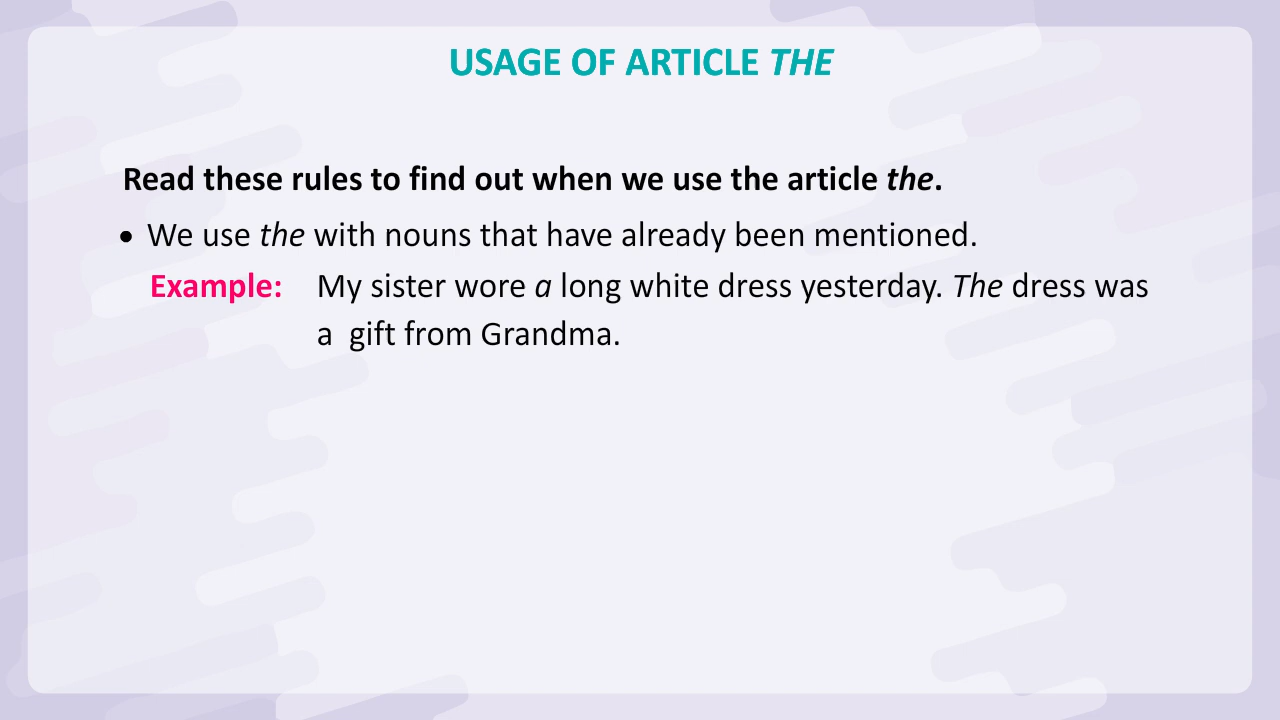 USAGE OF ARTICLE THE
Read these rules to find out when we use the article the.
• We use the with nouns that have already been mentioned.
Example: My sister wore a long white dress yesterday. The dress was
a gift from Grandma.